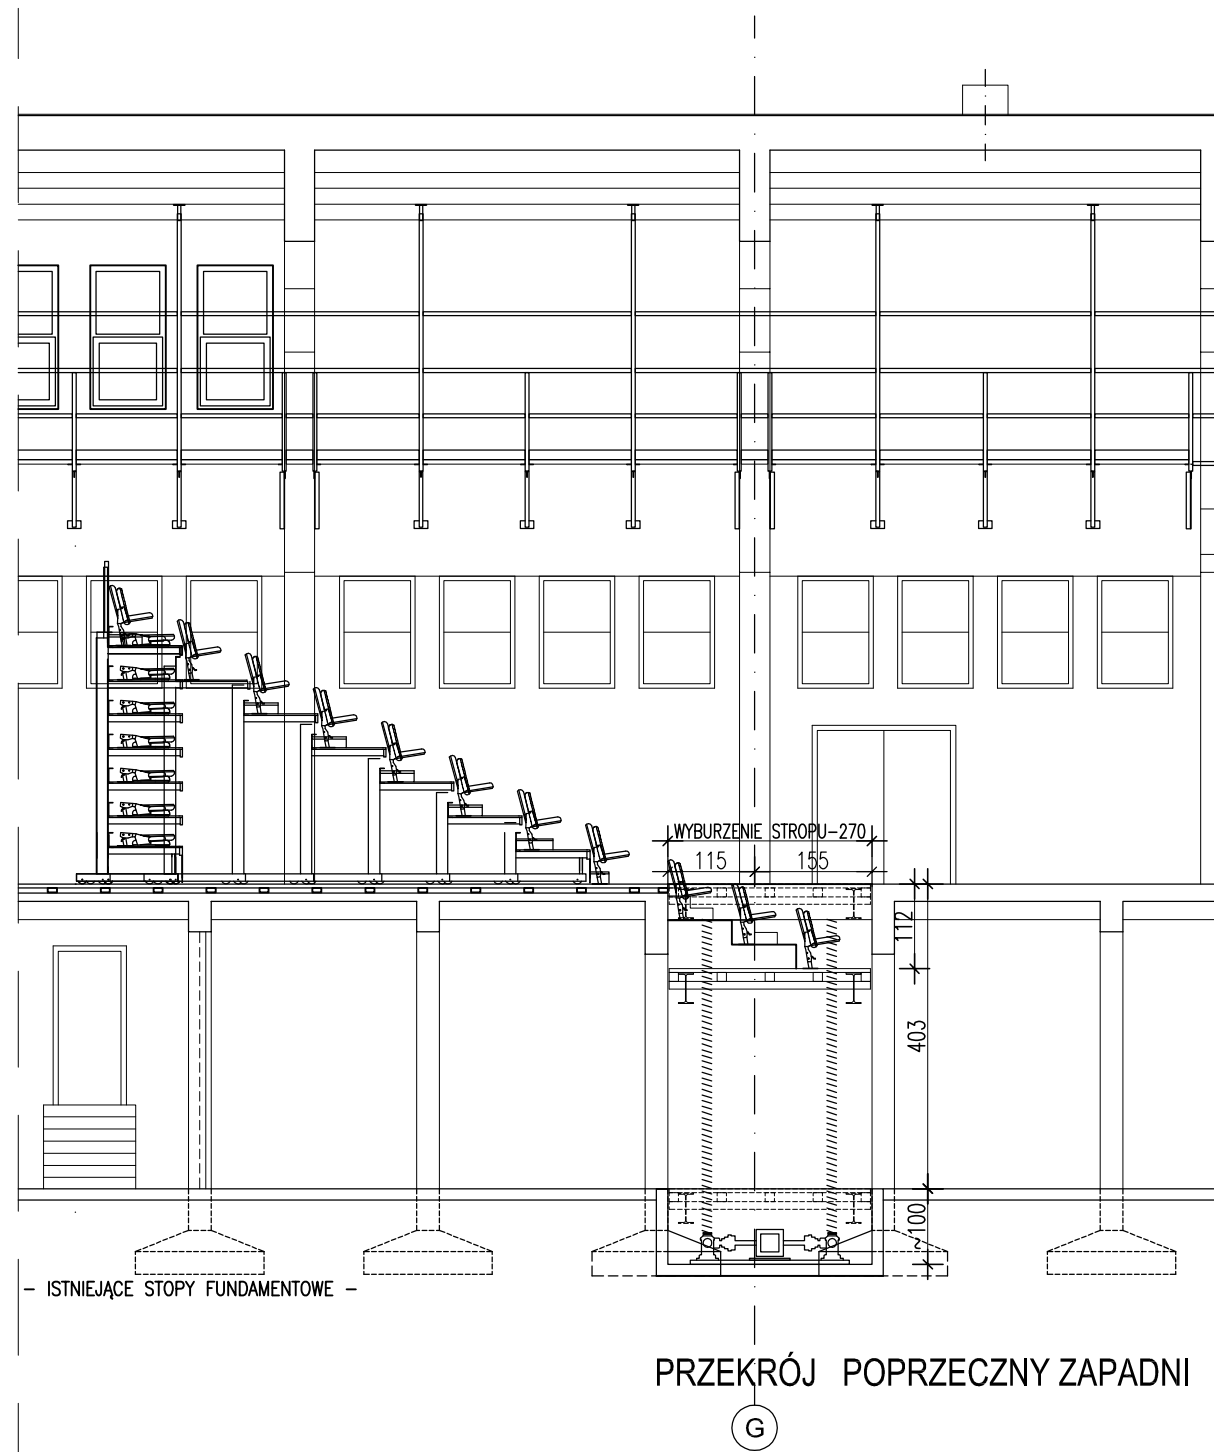 WYBURZENIE STROPU-270
115 155
112
403
~100
- ISTNIEJĄCE STOPY FUNDAMENTOWE -
PRZEKRÓJ POPRZECZNY ZAPADNI
G